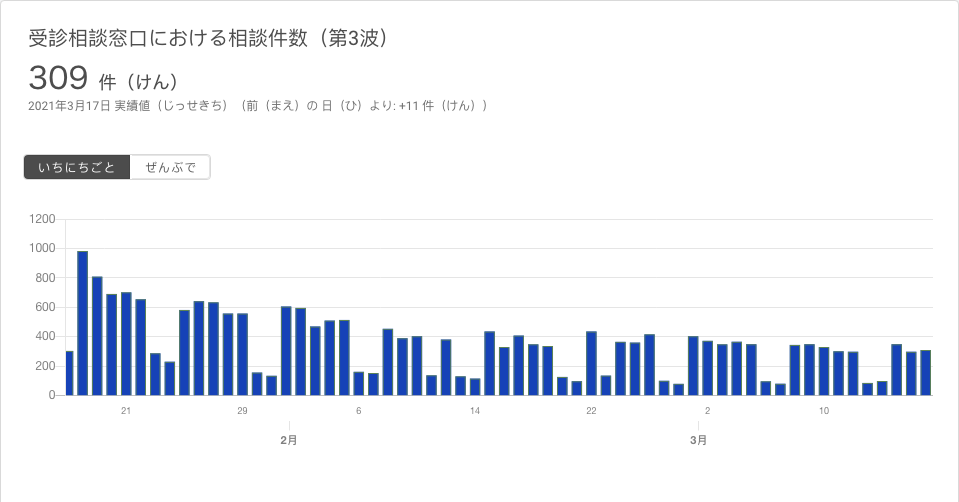 受診相談窓口における相談件数（第3波）
309 件（けん）
2021年3月17日 実績値（じっせきち）（前（まえ）の 日（ひ）より: +11 件（けん））
いちにちごと ぜんぶで
1200
1000
800
600
400
200
0
21 29 6 14 22 2 10
2月 3月